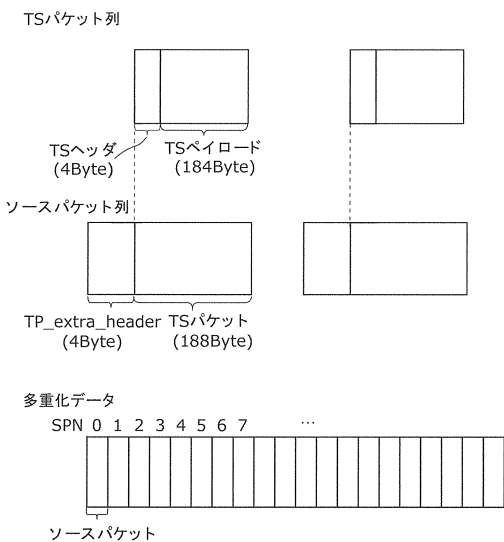 TSパケット列
TSヘッダ
(4Byte)
TSペイロード
(184Byte)
ソースパケット列
TP_extra_header
(4Byte)
TSパケット
(188Byte)
多重化データ
SPN 0 1 2 3 4 5 6 7 …
ソースパケット